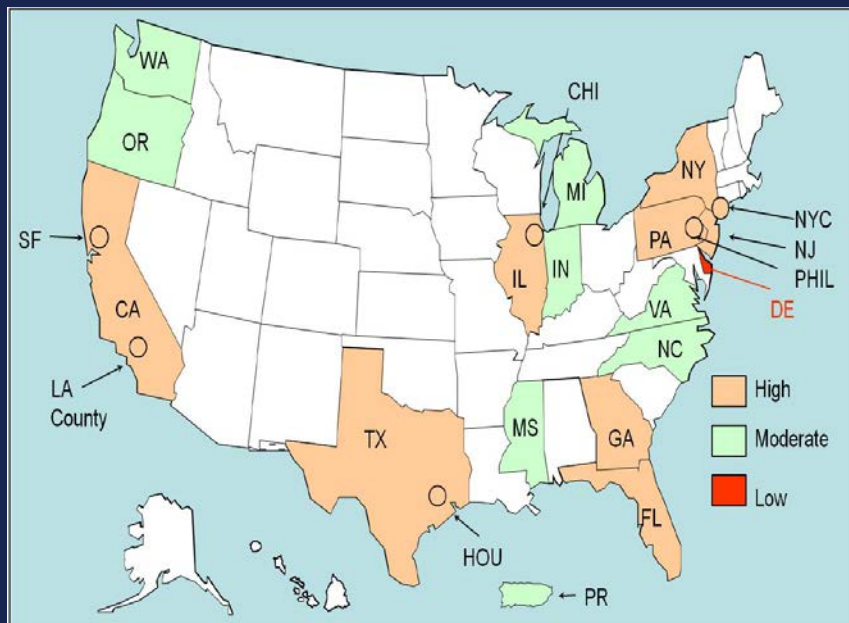 WA
OR
SF
CA
LA
County
TX
HOU
CHI
MI
IL
IN
MS
GA
FL
PR
NY
PA
NYC
NJ
PHIL
DE
VA
NC
High
Moderate
Low